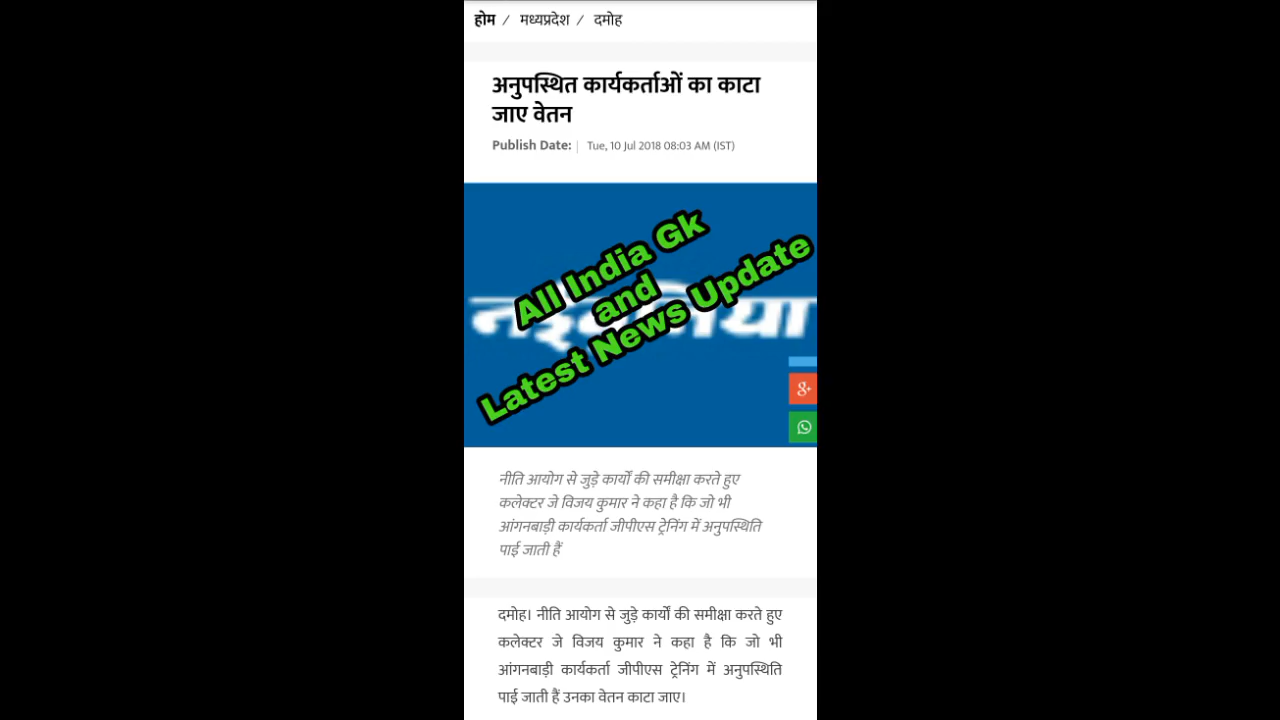 होम / मध्यप्रदेश / दमोह
अनुपस्थित कार्यकर्ताओं का काटा
जाए वेतन
Publish Date: | Tue, 10 Jul 2018 08:03 AM (IST)
All India Gk
and
Latest News Update
g+
नीति आयोग से जुड़े कार्यों की समीक्षा करते हुए
कलेक्टर जे विजय कुमार ने कहा है कि जो भी
आंगनबाड़ी कार्यकर्ता जीपीएस ट्रेनिंग में अनुपस्थिति
पाई जाती हैं
दमोह। नीति आयोग से जुड़े कार्यों की समीक्षा करते हुए
कलेक्टर जे विजय कुमार ने कहा है कि जो भी
आंगनबाड़ी कार्यकर्ता जीपीएस ट्रेनिंग में अनुपस्थिति
पाई जाती हैं उनका वेतन काटा जाए।